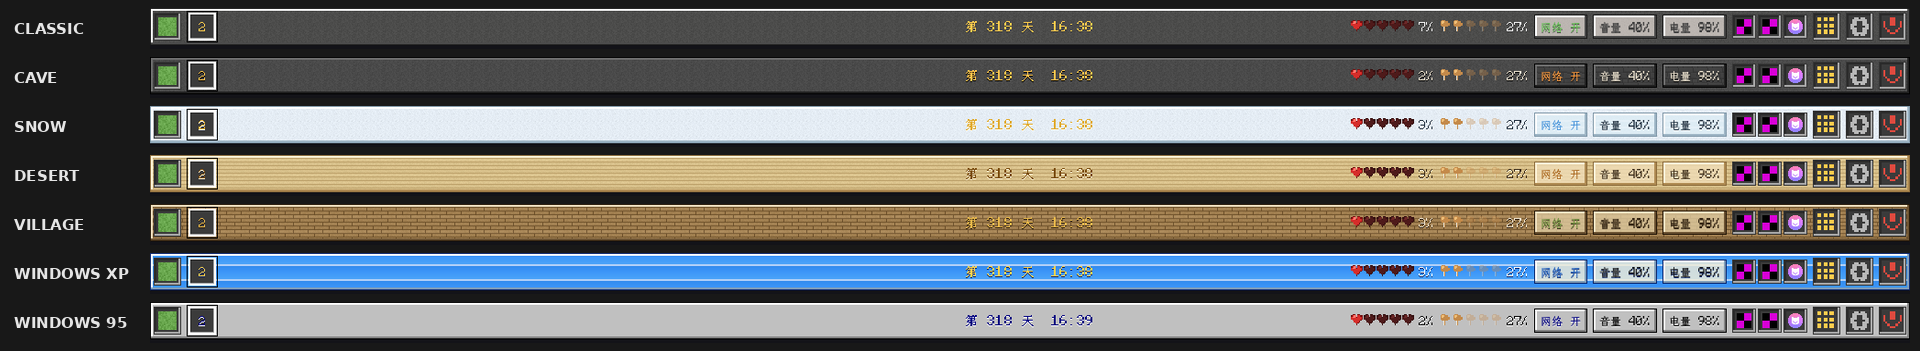 CLASSIC 2 第 318 天 16:38 7% 27% 网络 开 音量 40% 电量 98%
CAVE 2 第 318 天 16:38 2% 27% 网络 开 音量 40% 电量 98%
SNOW 2 第 318 天 16:38 3% 27% 网络 开 音量 40% 电量 98%
DESERT 2 第 318 天 16:38 3% 27% 网络 开 音量 40% 电量 98%
VILLAGE 2 第 318 天 16:38 3% 27% 网络 开 音量 40% 电量 98%
WINDOWS XP 2 第 318 天 16:38 3% 27% 网络 开 音量 40% 电量 98%
WINDOWS 95 2 第 318 天 16:39 2% 27% 网络 开 音量 40% 电量 98%